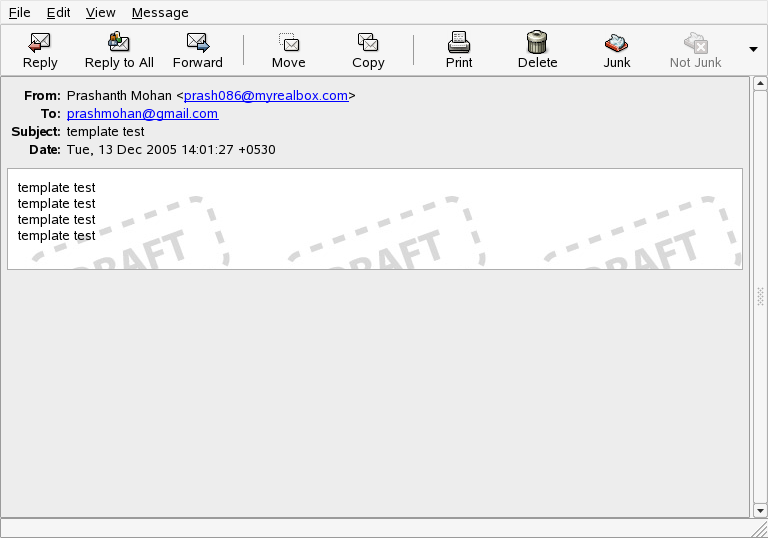 File Edit View Message
Reply Reply to All Forward Move Copy Print Delete Junk Not Junk
From: Prashanth Mohan <prash086@myrealbox.com>
To: prashmohan@gmail.com
Subject: template test
Date: Tue, 13 Dec 2005 14:01:27 +0530
template test
template test
template test
template test
DRAFT DRAFT DRAFT